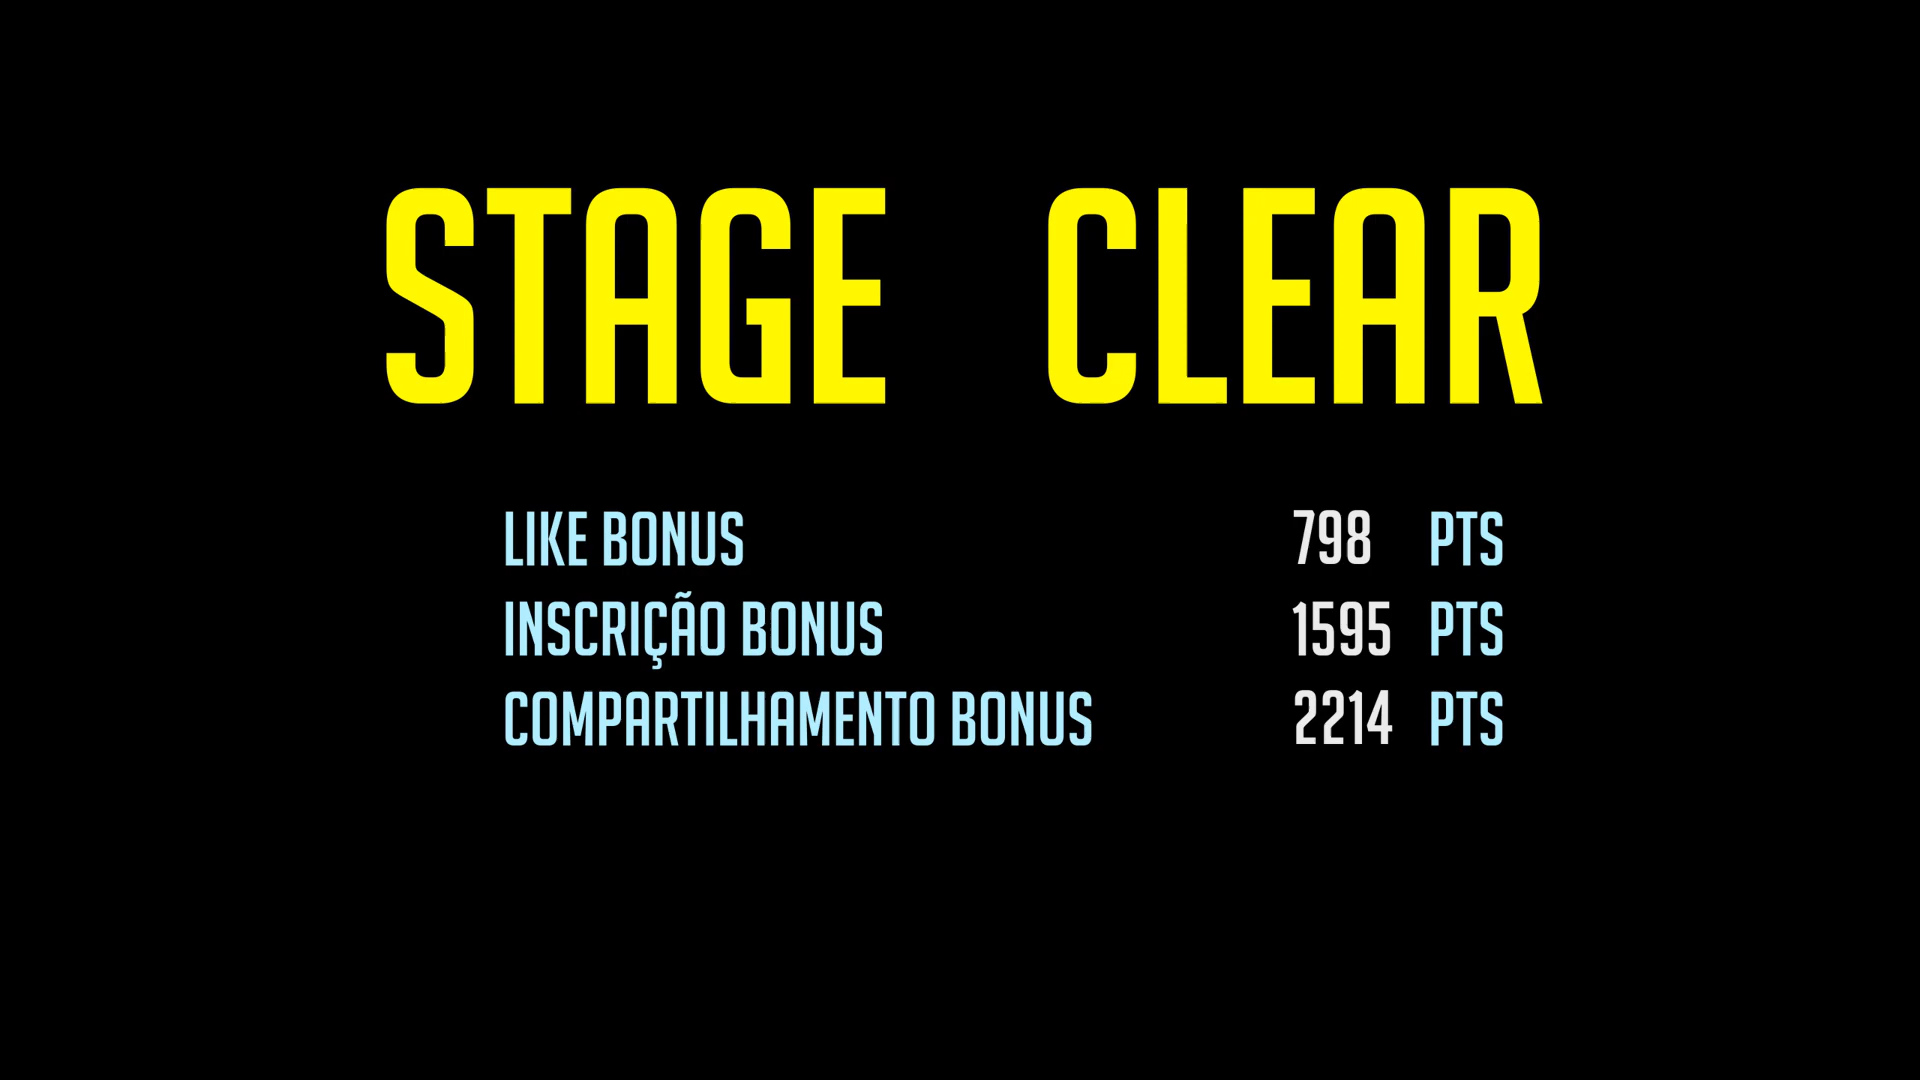 STAGE CLEAR
LIKE BONUS 798 PTS
INSCRIÇÃO BONUS 1595 PTS
COMPARTILHAMENTO BONUS 2214 PTS